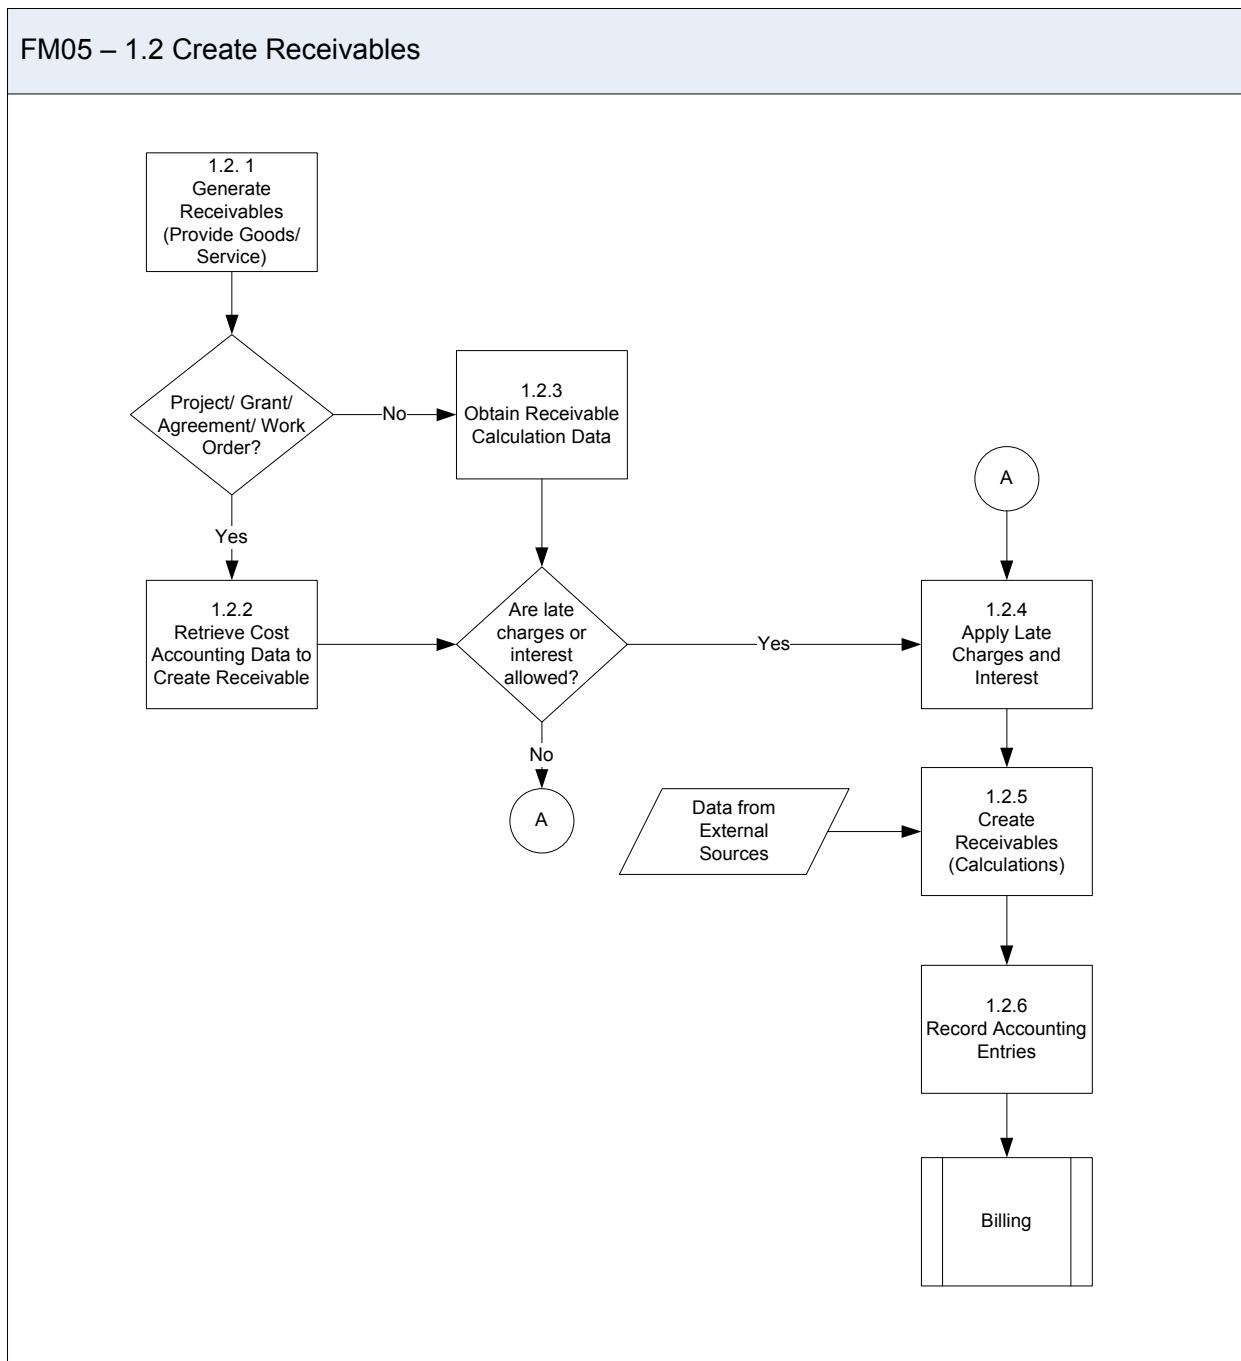 FM05 – 1.2 Create Receivables
1.2. 1
Generate
Receivables
(Provide Goods/
Service)
Project/ Grant/
Agreement/ Work
Order?
No
1.2.3
Obtain Receivable
Calculation Data
A
Yes
1.2.2
Retrieve Cost
Accounting Data to
Create Receivable
Are late
charges or
interest
allowed?
Yes
1.2.4
Apply Late
Charges and
Interest
No
A
Data from
External
Sources
1.2.5
Create
Receivables
(Calculations)
1.2.6
Record Accounting
Entries
Billing